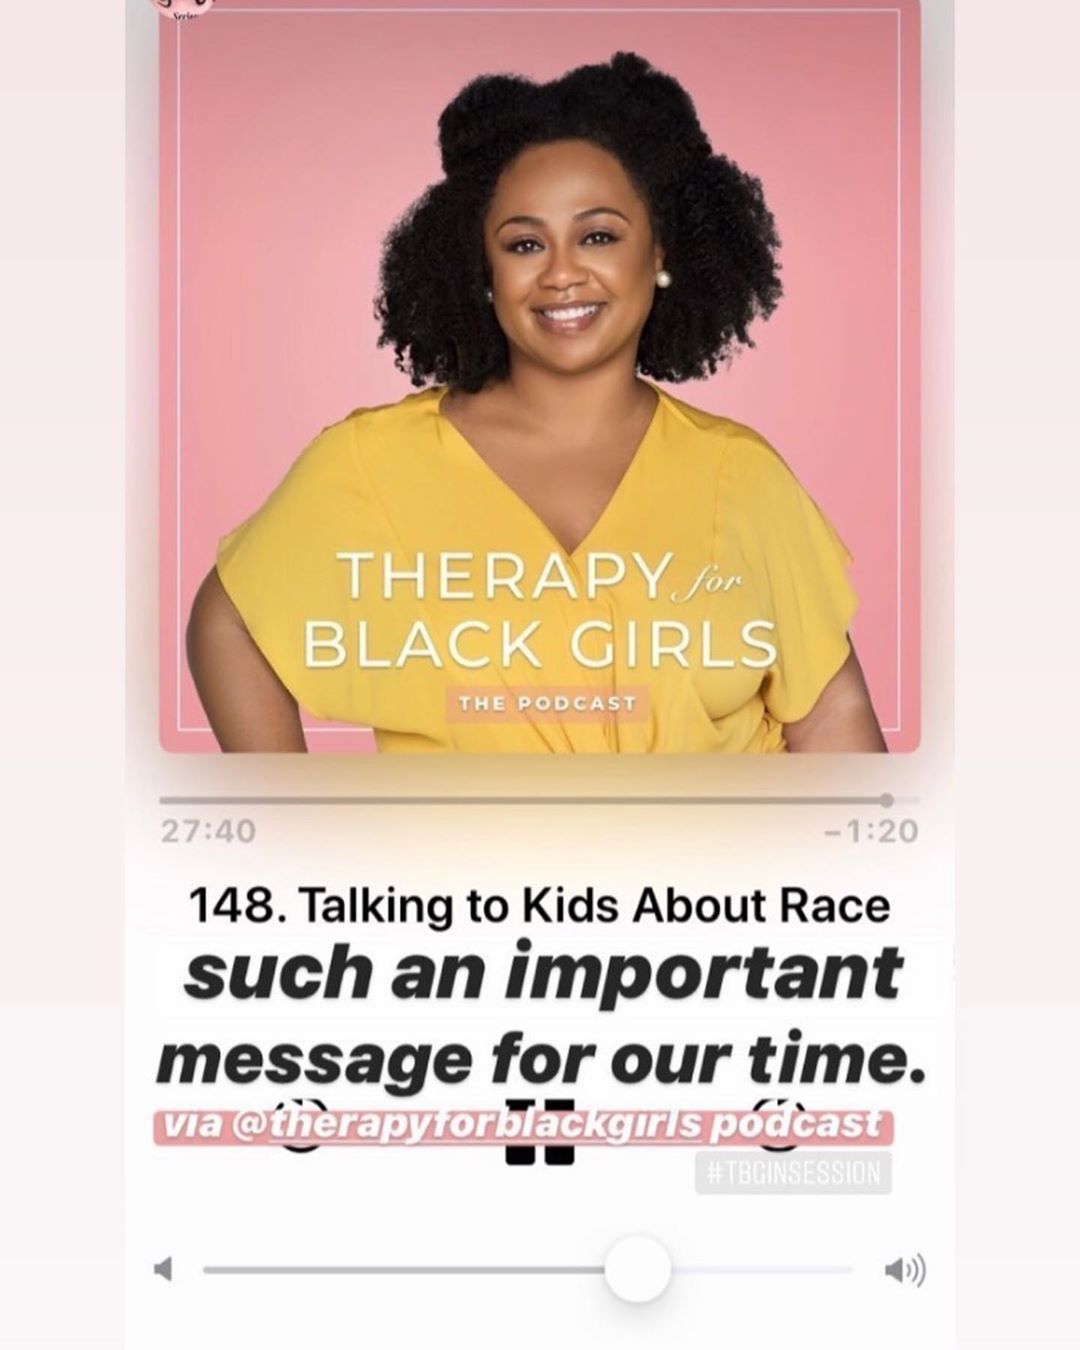 Series
THERAPY for
BLACK GIRLS
THE PODCAST
27:40
-1:20
148. Talking to Kids About Race
such an important
message for our time.
via @therapyforblackgirls podcast
#TBGINSESSION